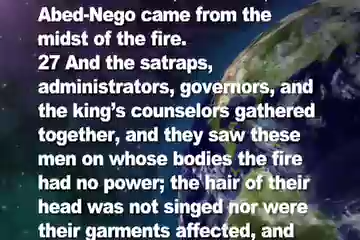 Abed-Nego came from the
midst of the fire.
27 And the satraps,
administrators, governors, and
the king's counselors gathered
together, and they saw these
men on whose bodies the fire
had no power; the hair of their
head was not singed nor were
their garments affected, and